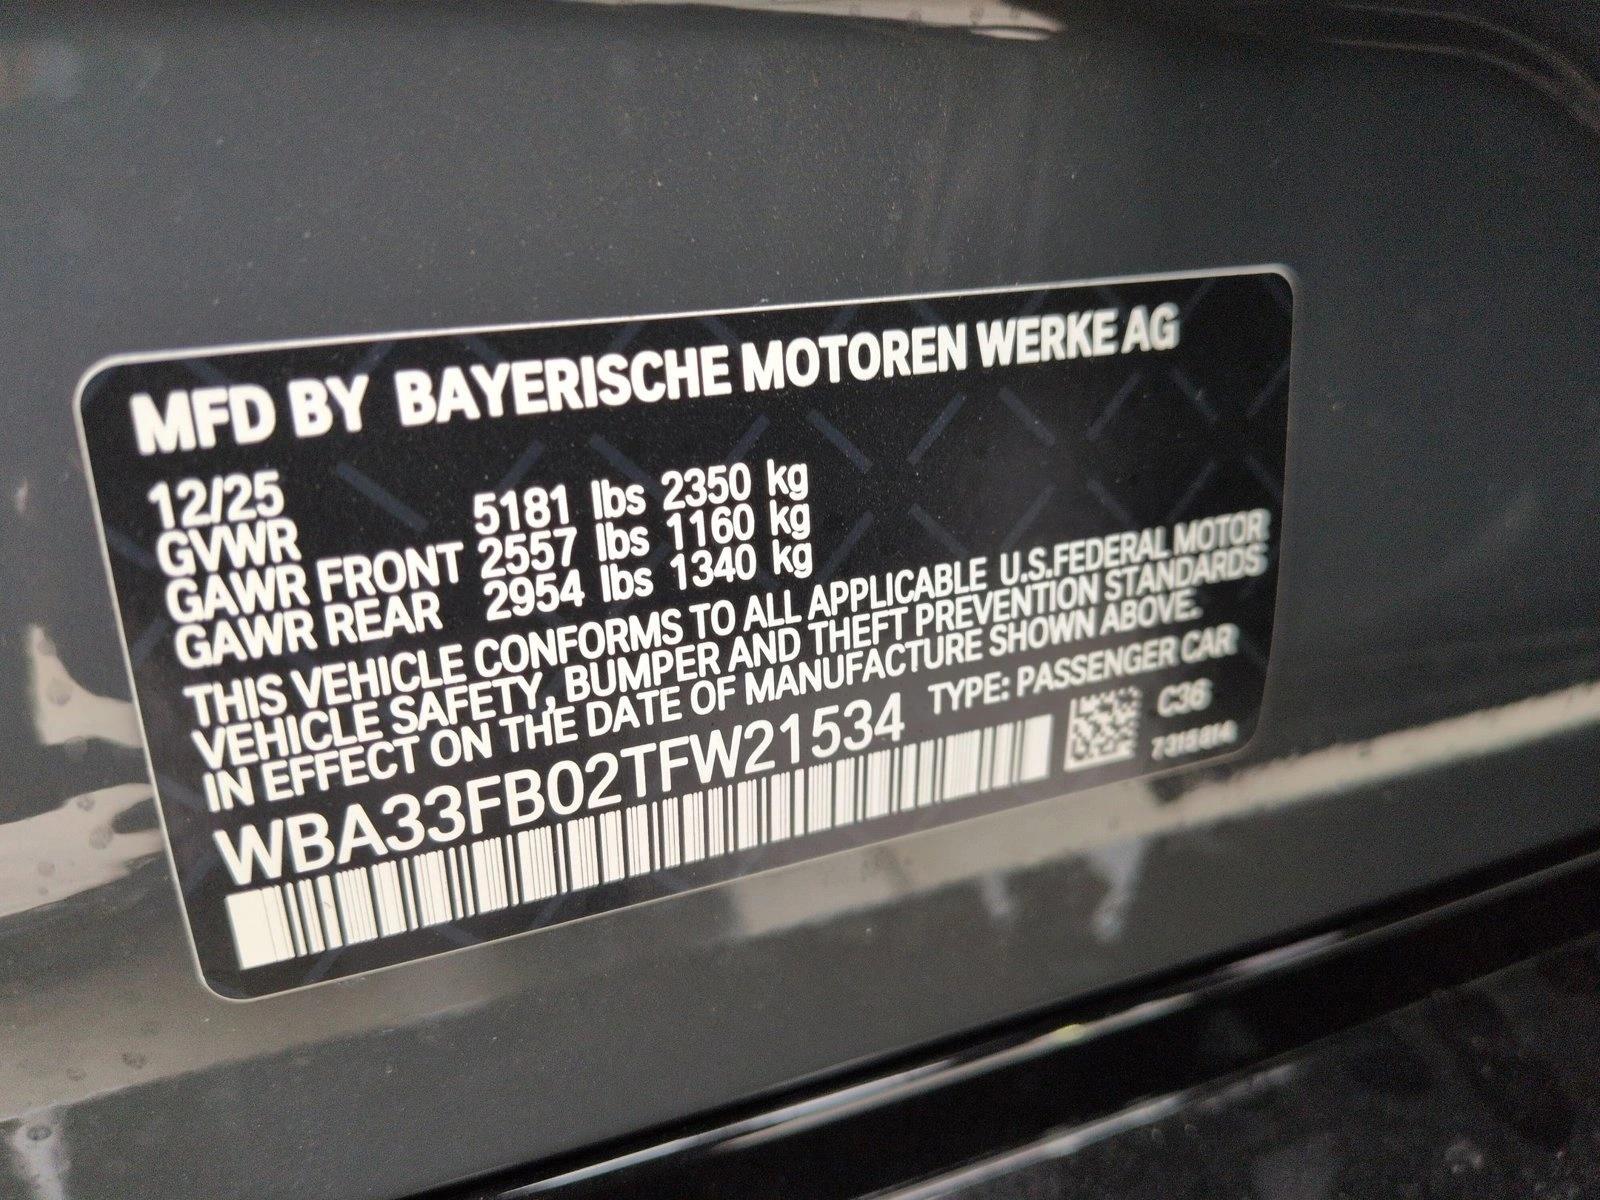 MFD BY BAYERISCHE MOTOREN WERKE AG
12/25
GVWR 5181 lbs 2350 kg
GAWR FRONT 2557 lbs 1160 kg
GAWR REAR 2954 lbs 1340 kg
THIS VEHICLE CONFORMS TO ALL APPLICABLE U.S.FEDERAL MOTOR
VEHICLE SAFETY, BUMPER AND THEFT PREVENTION STANDARDS
IN EFFECT ON THE DATE OF MANUFACTURE SHOWN ABOVE.
WBA33FB02TFW21534 TYPE: PASSENGER CAR
C36